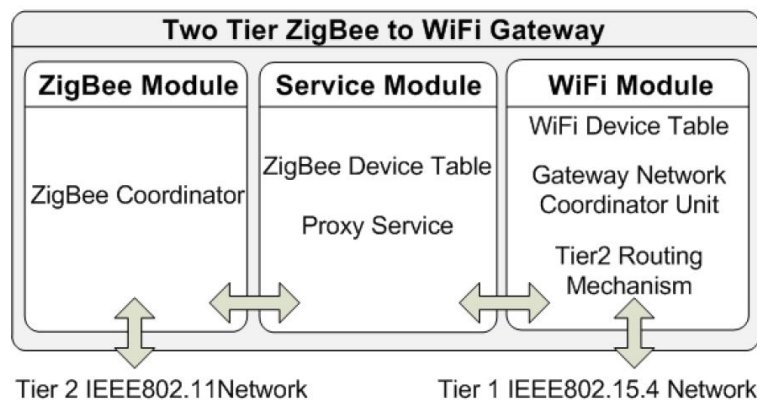 Two Tier ZigBee to WiFi Gateway
ZigBee Module
ZigBee Coordinator
Service Module
ZigBee Device Table
Proxy Service
WiFi Module
WiFi Device Table
Gateway Network
Coordinator Unit
Tier2 Routing
Mechanism
Tier 2 IEEE802.11Network
Tier 1 IEEE802.15.4 Network